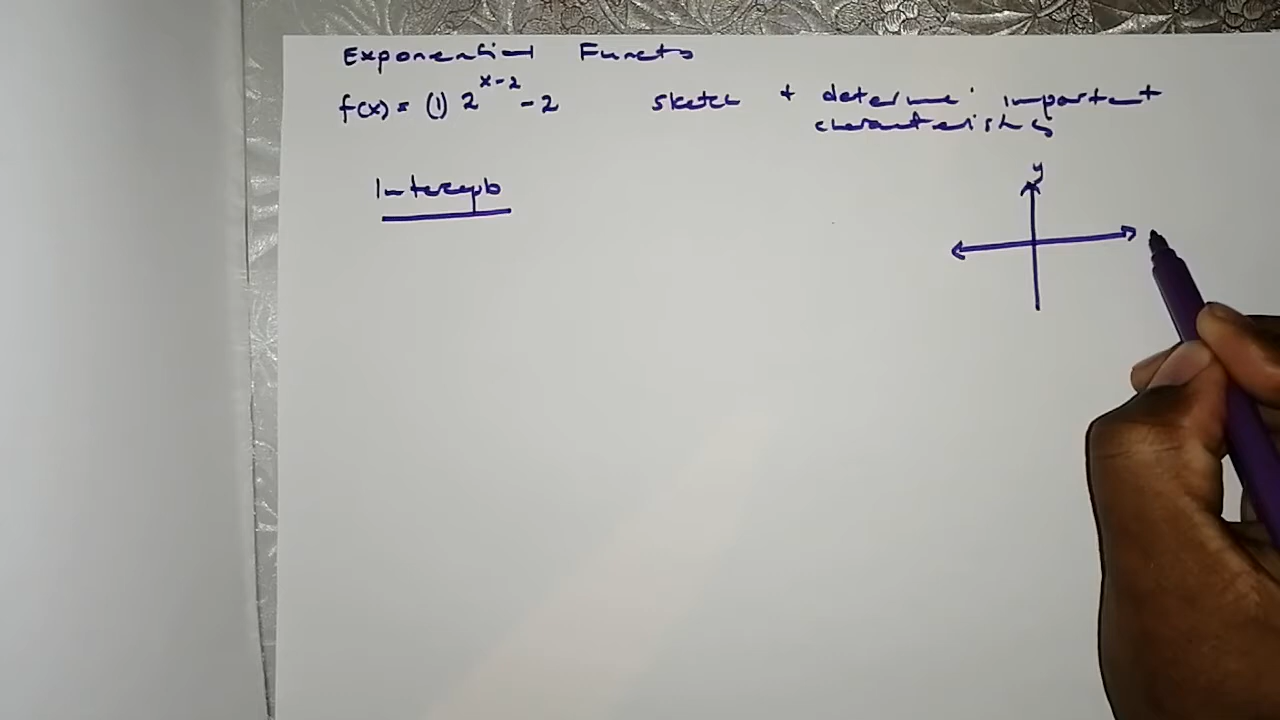 Exponential Functs
f(x) = (1) 2^{x-2} - 2 sketch + determine: important
characteristics
Intercepts
y